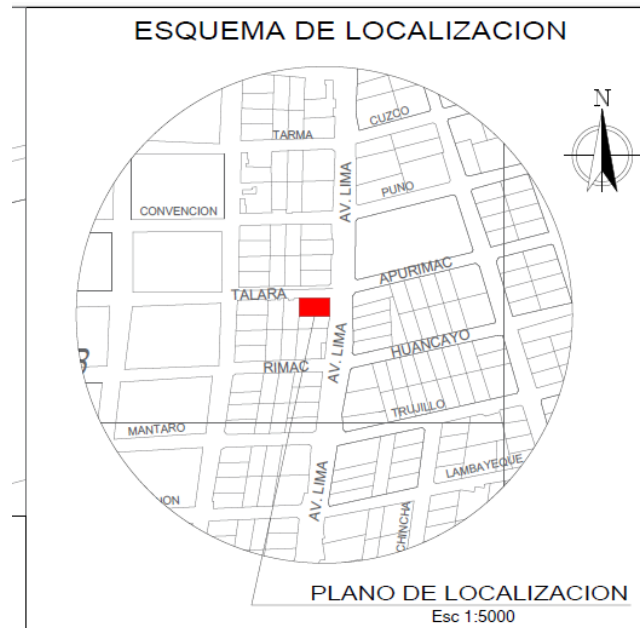 ESQUEMA DE LOCALIZACION
N
CUZCO
TARMA
AV. LIMA
PUNO
CONVENCION
APURIMAC
TALARA
HUANCAYO
AV. LIMA
RIMAC
TRUJILLO
MANTARO
LAMBAYEQUE
AV. LIMA
ION
CHINCHA
PLANO DE LOCALIZACION
Esc 1:5000